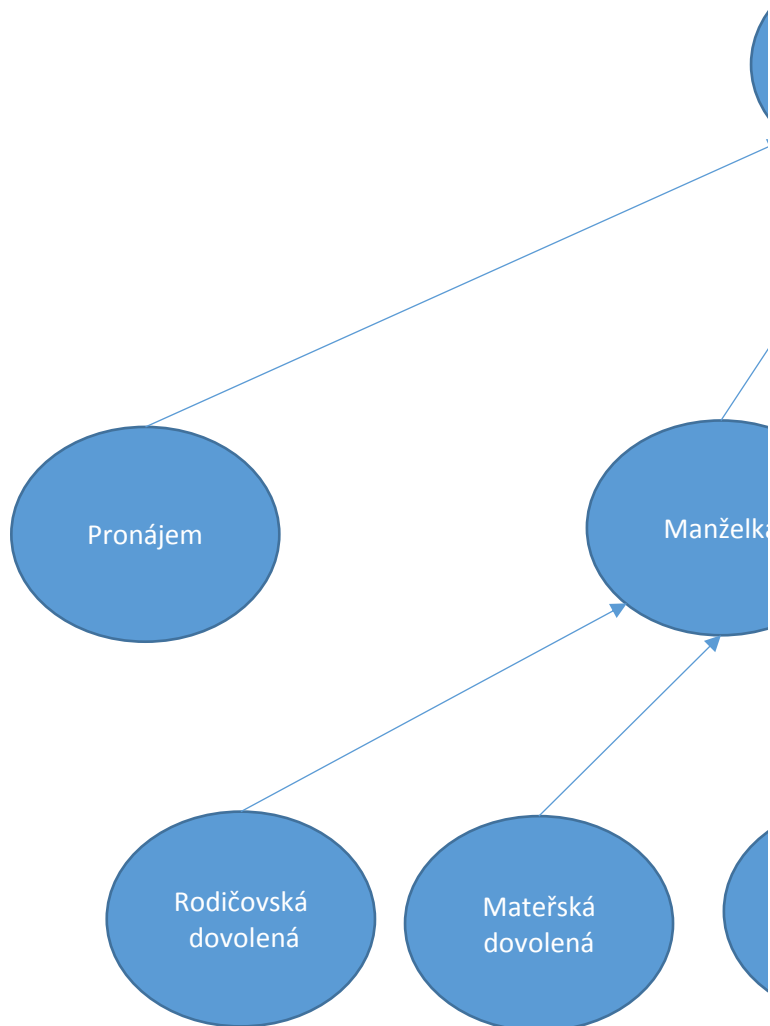 Pronájem
Manželka
Rodičovská
dovolená
Mateřská
dovolená